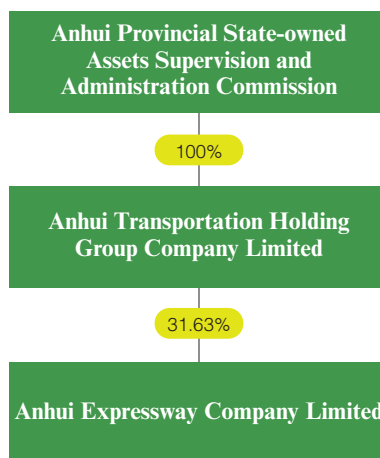 Anhui Provincial State-owned
Assets Supervision and
Administration Commission
100%
Anhui Transportation Holding
Group Company Limited
31.63%
Anhui Expressway Company Limited